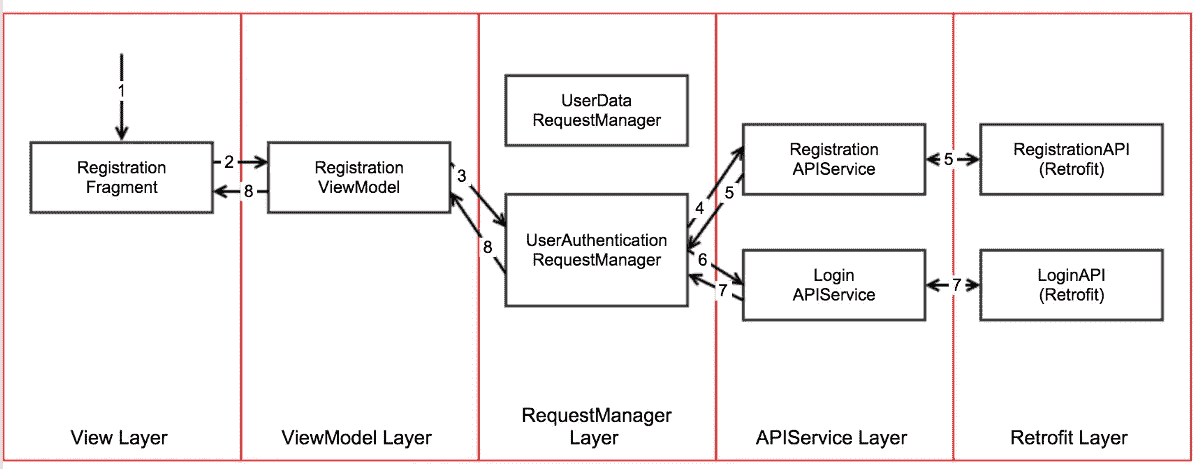 1
Registration
Fragment
2
8
Registration
ViewModel
3
8
UserData
RequestManager
UserAuthentication
RequestManager
4
5
6
7
Registration
APIService
5
RegistrationAPI
(Retrofit)
Login
APIService
7
LoginAPI
(Retrofit)
View Layer
ViewModel Layer
RequestManager
Layer
APIService Layer
Retrofit Layer